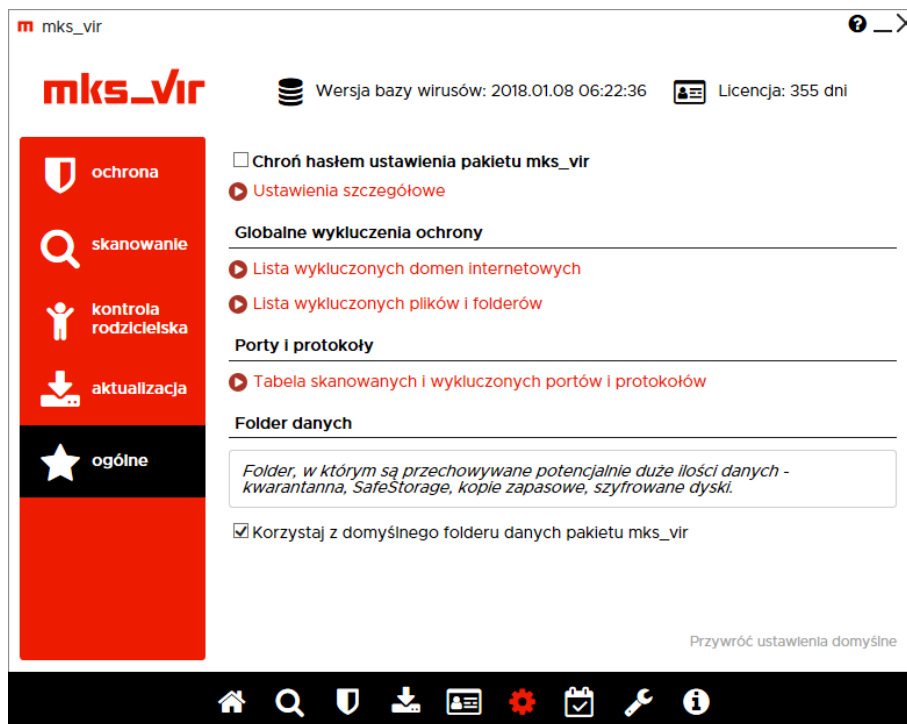 mks_vir
mks_vir
Wersja bazy wirusów: 2018.01.08 06:22:36
Licencja: 355 dni
ochrona
skanowanie
kontrola
rodzicielska
aktualizacja
ogólne
Chroń hasłem ustawienia pakietu mks_vir
Ustawienia szczegółowe
Globalne wykluczenia ochrony
Lista wykluczonych domen internetowych
Lista wykluczonych plików i folderów
Porty i protokoły
Tabela skanowanych i wykluczonych portów i protokołów
Folder danych
Folder, w którym są przechowywane potencjalnie duże ilości danych -
kwarantanna, SafeStorage, kopie zapasowe, szyfrowane dyski.
Korzystaj z domyślnego folderu danych pakietu mks_vir
Przywróć ustawienia domyślne